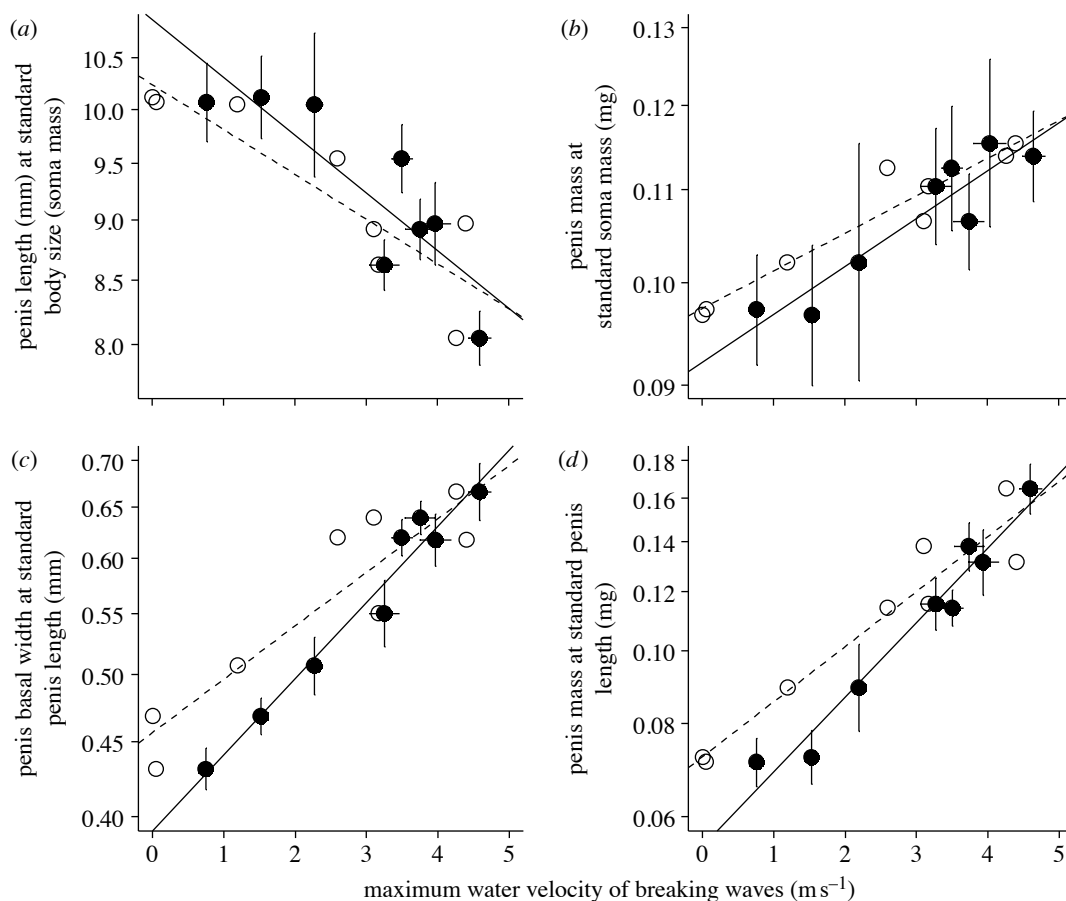 (a)
penis length (mm) at standard
body size (soma mass)
10.5
10.0
9.5
9.0
8.5
8.0
(b)
penis mass at
standard soma mass (mg)
0.13
0.12
0.11
0.10
0.09
(c)
penis basal width at standard
penis length (mm)
0.70
0.65
0.60
0.55
0.50
0.45
0.40
0 1 2 3 4 5
(d)
penis mass at standard penis
length (mg)
0.18
0.16
0.14
0.12
0.10
0.08
0.06
0 1 2 3 4 5
maximum water velocity of breaking waves (m s⁻¹)